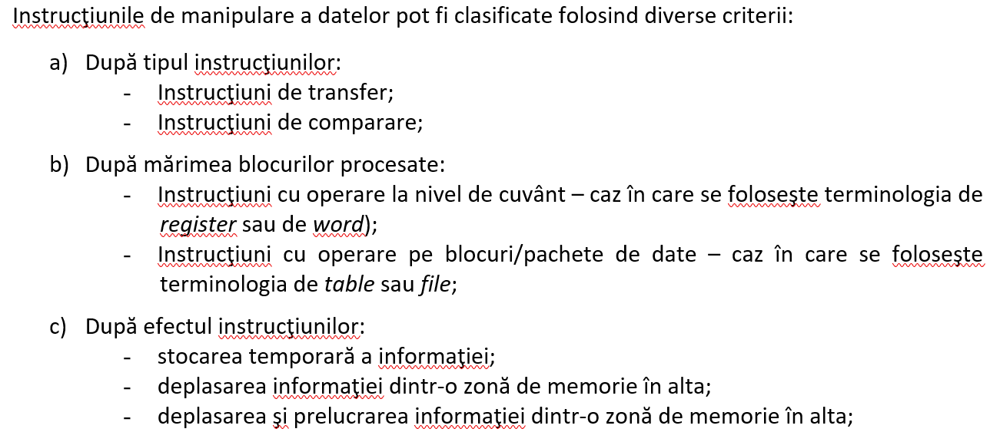 Instrucţiunile de manipulare a datelor pot fi clasificate folosind diverse criterii:
a) După tipul instrucţiunilor:
- Instrucţiuni de transfer;
- Instrucţiuni de comparare;
b) După mărimea blocurilor procesate:
- Instrucţiuni cu operare la nivel de cuvânt – caz în care se foloseşte terminologia de
register sau de word);
- Instrucţiuni cu operare pe blocuri/pachete de date – caz în care se foloseşte
terminologia de table sau file;
c) După efectul instrucţiunilor:
- stocarea temporară a informaţiei;
- deplasarea informaţiei dintr-o zonă de memorie în alta;
- deplasarea şi prelucrarea informaţiei dintr-o zonă de memorie în alta;